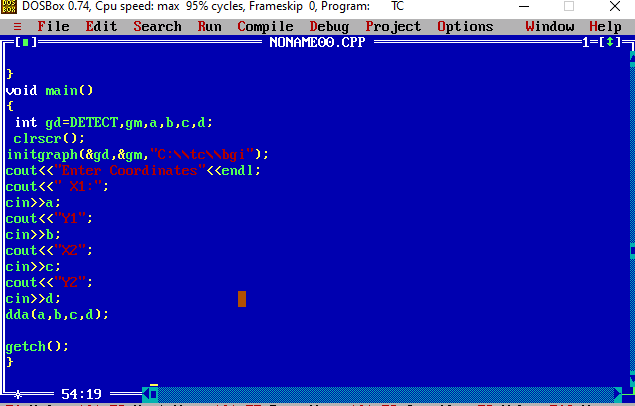 DOSBox 0.74, Cpu speed: max 95% cycles, Frameskip 0, Program: TC
≡ File Edit Search Run Compile Debug Project Options Window Help
[■] NONAME00.CPP 1=[↕]
}
void main()
{
int gd=DETECT,gm,a,b,c,d;
clrscr();
initgraph(&gd,&gm,"C:\\tc\\bgi");
cout<<"Enter Coordinates"<<endl;
cout<<" X1:";
cin>>a;
cout<<"Y1";
cin>>b;
cout<<"X2";
cin>>c;
cout<<"Y2";
cin>>d;
dda(a,b,c,d);
getch();
}
54:19